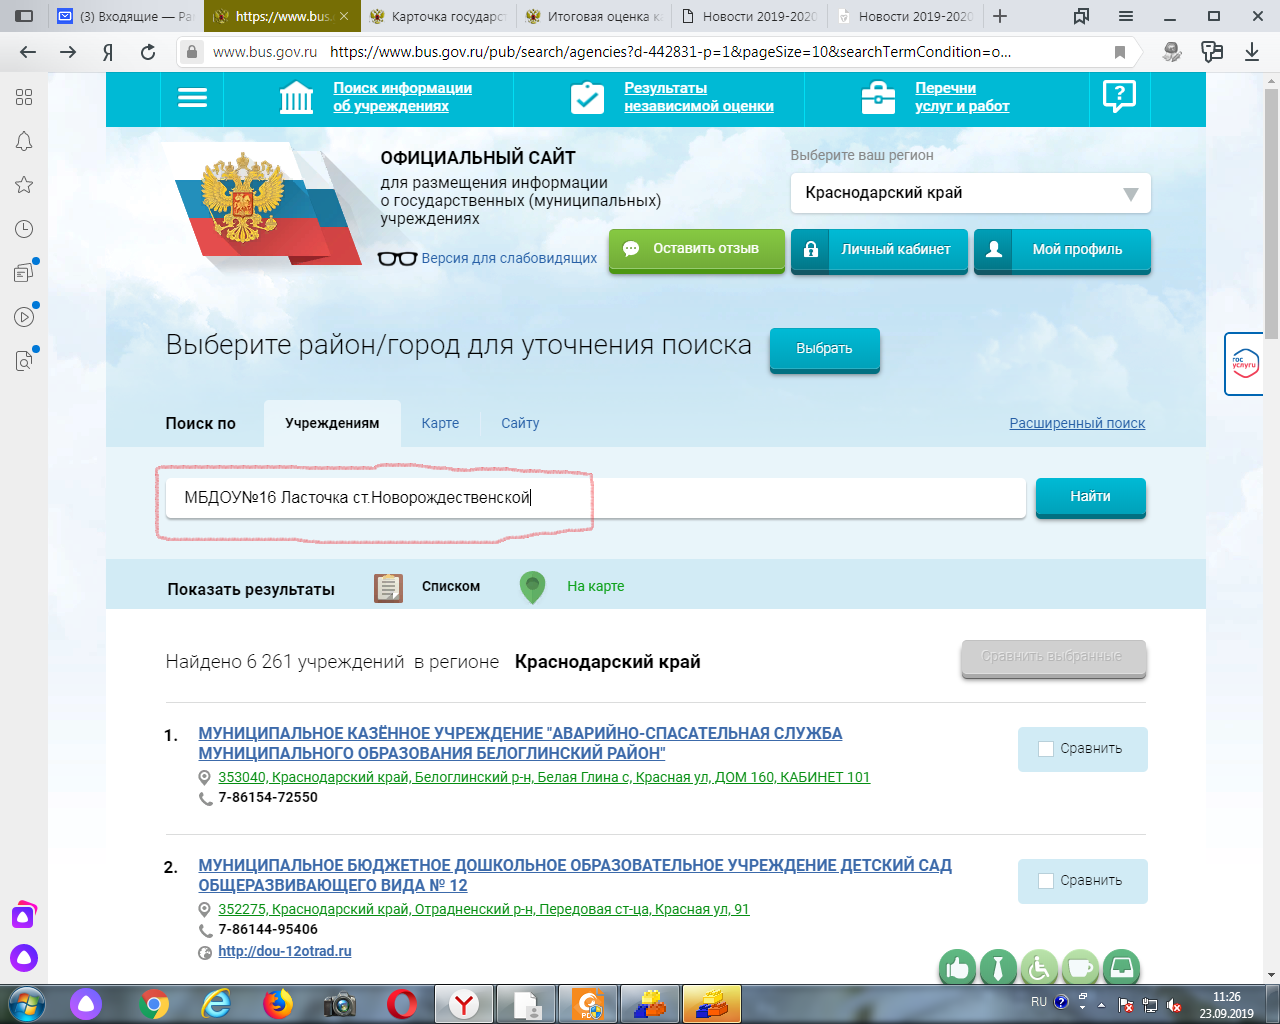 (3) Входящие — Ра
https://www.bus.
Карточка государст
Итоговая оценка к
Новости 2019-2020
Новости 2019-2020
www.bus.gov.ru
https://www.bus.gov.ru/pub/search/agencies?d-442831-p=1&pageSize=10&searchTermCondition=o...
Поиск информации
об учреждениях
Результаты
независимой оценки
Перечни
услуг и работ
ОФИЦИАЛЬНЫЙ САЙТ
для размещения информации
о государственных (муниципальных)
учреждениях
Версия для слабовидящих
Выберите ваш регион
Краснодарский край
Оставить отзыв
Личный кабинет
Мой профиль
Выберите район/город для уточнения поиска
Выбрать
гос
услуги
Поиск по
Учреждениям
Карте
Сайту
Расширенный поиск
МБДОУ№16 Ласточка ст.Новорождественской
Найти
Показать результаты
Списком
На карте
Найдено 6 261 учреждений в регионе Краснодарский край
Сравнить выбранные
1. МУНИЦИПАЛЬНОЕ КАЗЁННОЕ УЧРЕЖДЕНИЕ "АВАРИЙНО-СПАСАТЕЛЬНАЯ СЛУЖБА
МУНИЦИПАЛЬНОГО ОБРАЗОВАНИЯ БЕЛОГЛИНСКИЙ РАЙОН"
Сравнить
353040, Краснодарский край, Белоглинский р-н, Белая Глина с, Красная ул, ДОМ 160, КАБИНЕТ 101
7-86154-72550
2. МУНИЦИПАЛЬНОЕ БЮДЖЕТНОЕ ДОШКОЛЬНОЕ ОБРАЗОВАТЕЛЬНОЕ УЧРЕЖДЕНИЕ ДЕТСКИЙ САД
ОБЩЕРАЗВИВАЮЩЕГО ВИДА № 12
Сравнить
352275, Краснодарский край, Отрадненский р-н, Передовая ст-ца, Красная ул, 91
7-86144-95406
http://dou-12otrad.ru
RU
11:26
23.09.2019